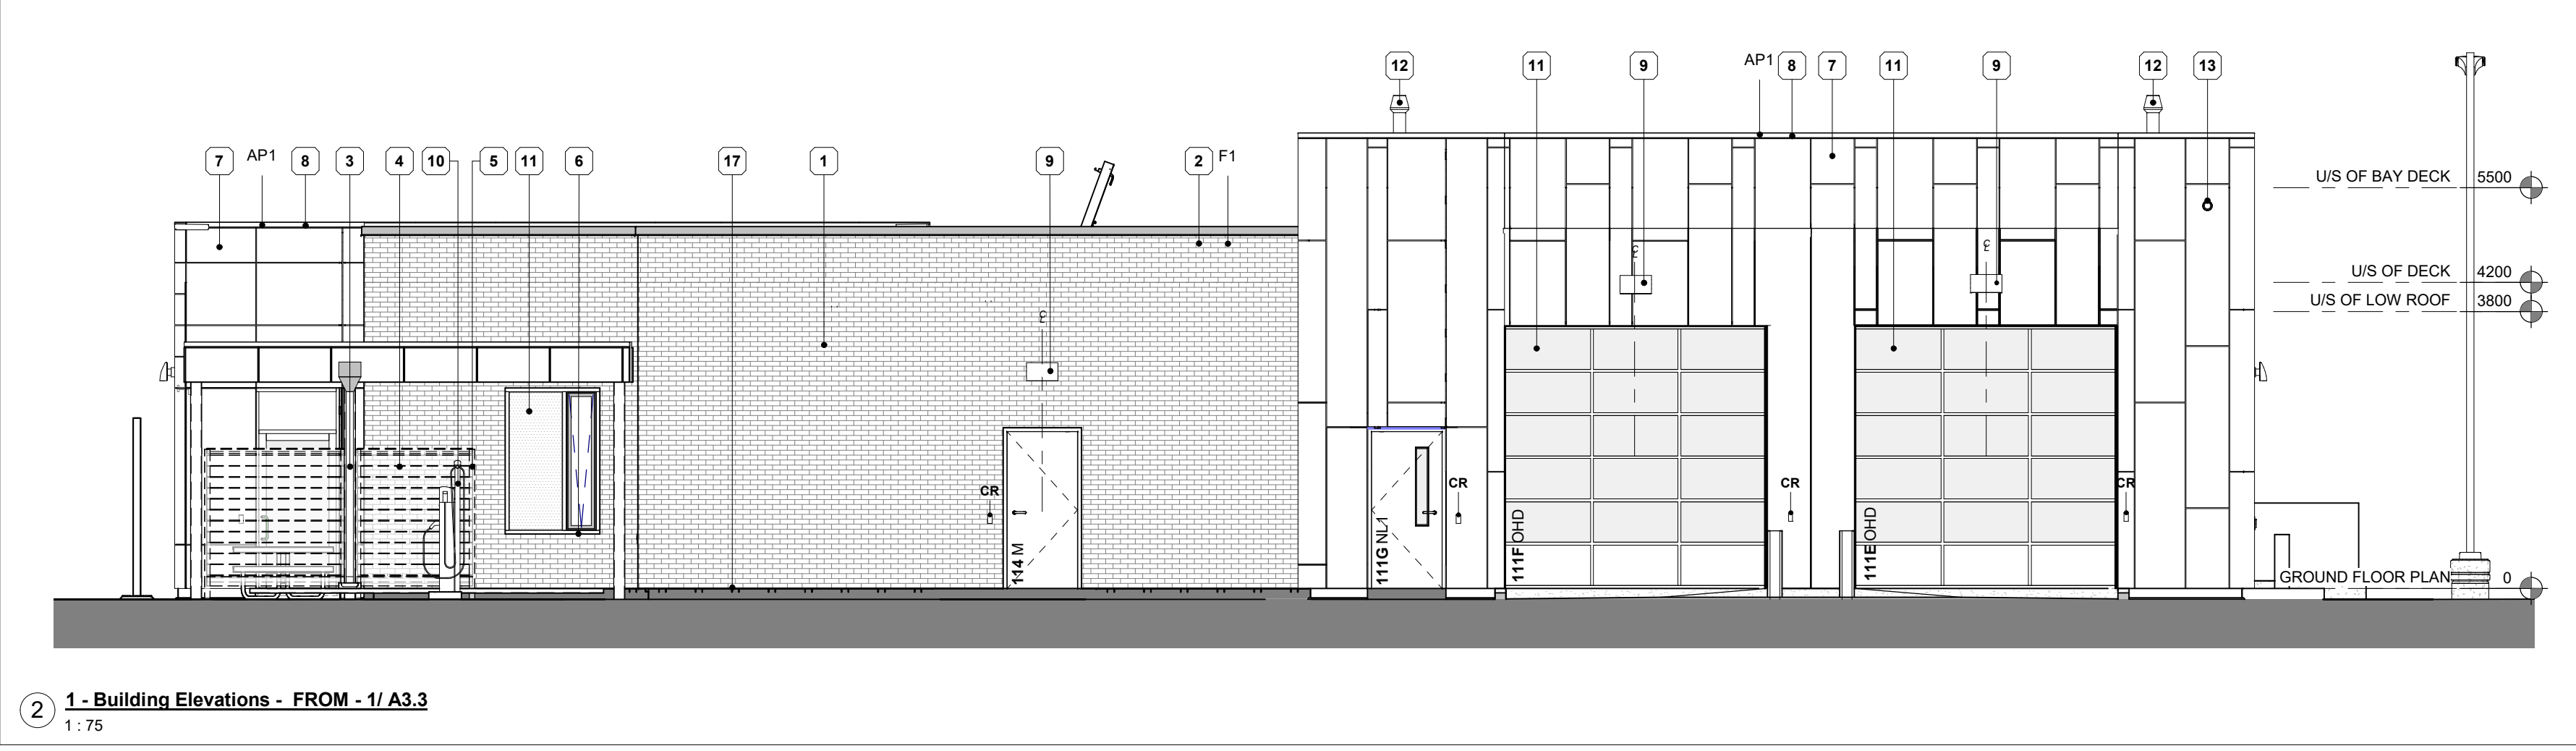 12 11 9 AP1 8 7 11 9 12 13
7 AP1 8 3 4 10 5 11 6 17 1 9 2 F1
U/S OF BAY DECK 5500
U/S OF DECK 4200
U/S OF LOW ROOF 3800
℄ ℄
℄
CR CR CR CR
114 M
111G NL1
111F OHD
111E OHD
GROUND FLOOR PLAN 0
2
1 - Building Elevations - FROM - 1/ A3.3
1 : 75